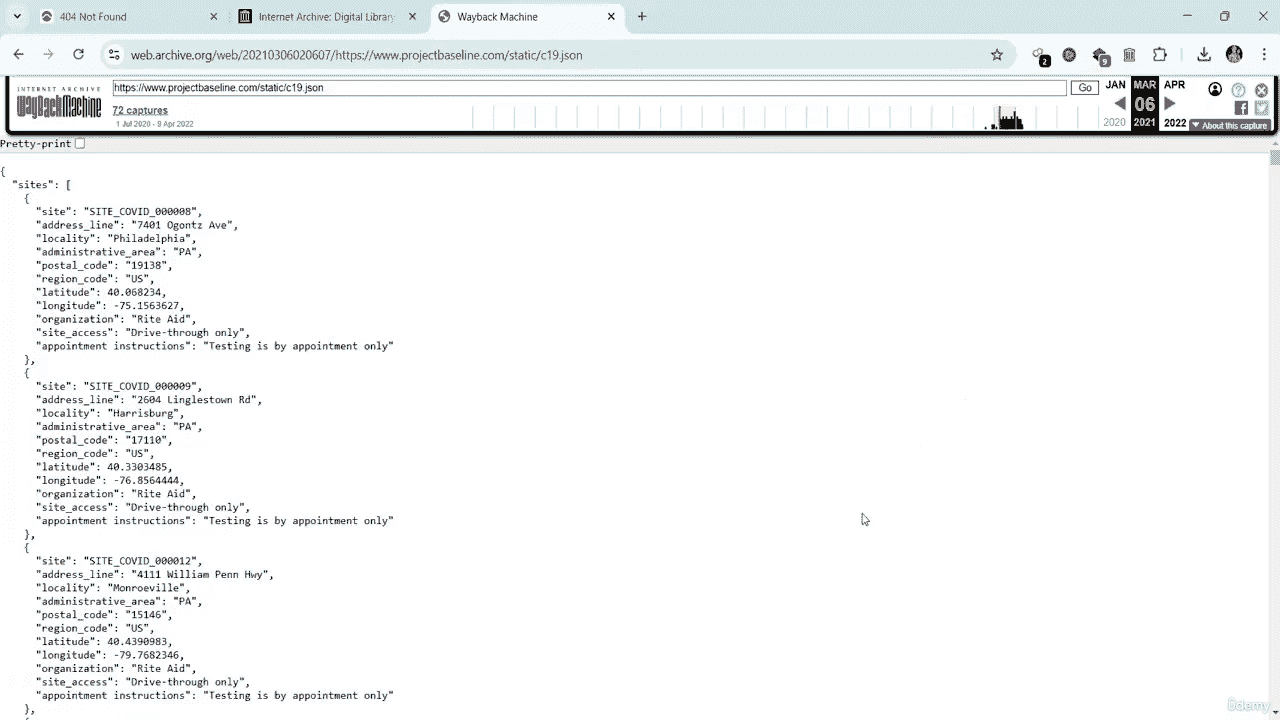 404 Not Found
Internet Archive: Digital Library
Wayback Machine
web.archive.org/web/20210306020607/https://www.projectbaseline.com/static/c19.json
2
9
INTERNET ARCHIVE
WayBackMachine
https://www.projectbaseline.com/static/c19.json
Go
JAN
MAR
APR
72 captures
06
1 Jul 2020 - 9 Apr 2022
2020
2021
2022
About this capture
Pretty-print
{
"sites": [
{
"site": "SITE_COVID_000008",
"address_line": "7401 Ogontz Ave",
"locality": "Philadelphia",
"administrative_area": "PA",
"postal_code": "19138",
"region_code": "US",
"latitude": 40.068234,
"longitude": -75.1563627,
"organization": "Rite Aid",
"site_access": "Drive-through only",
"appointment instructions": "Testing is by appointment only"
},
{
"site": "SITE_COVID_000009",
"address_line": "2604 Linglestown Rd",
"locality": "Harrisburg",
"administrative_area": "PA",
"postal_code": "17110",
"region_code": "US",
"latitude": 40.3303485,
"longitude": -76.8564444,
"organization": "Rite Aid",
"site_access": "Drive-through only",
"appointment instructions": "Testing is by appointment only"
},
{
"site": "SITE_COVID_000012",
"address_line": "4111 William Penn Hwy",
"locality": "Monroeville",
"administrative_area": "PA",
"postal_code": "15146",
"region_code": "US",
"latitude": 40.4390983,
"longitude": -79.7682346,
"organization": "Rite Aid",
"site_access": "Drive-through only",
"appointment instructions": "Testing is by appointment only"
},
{
Udemy